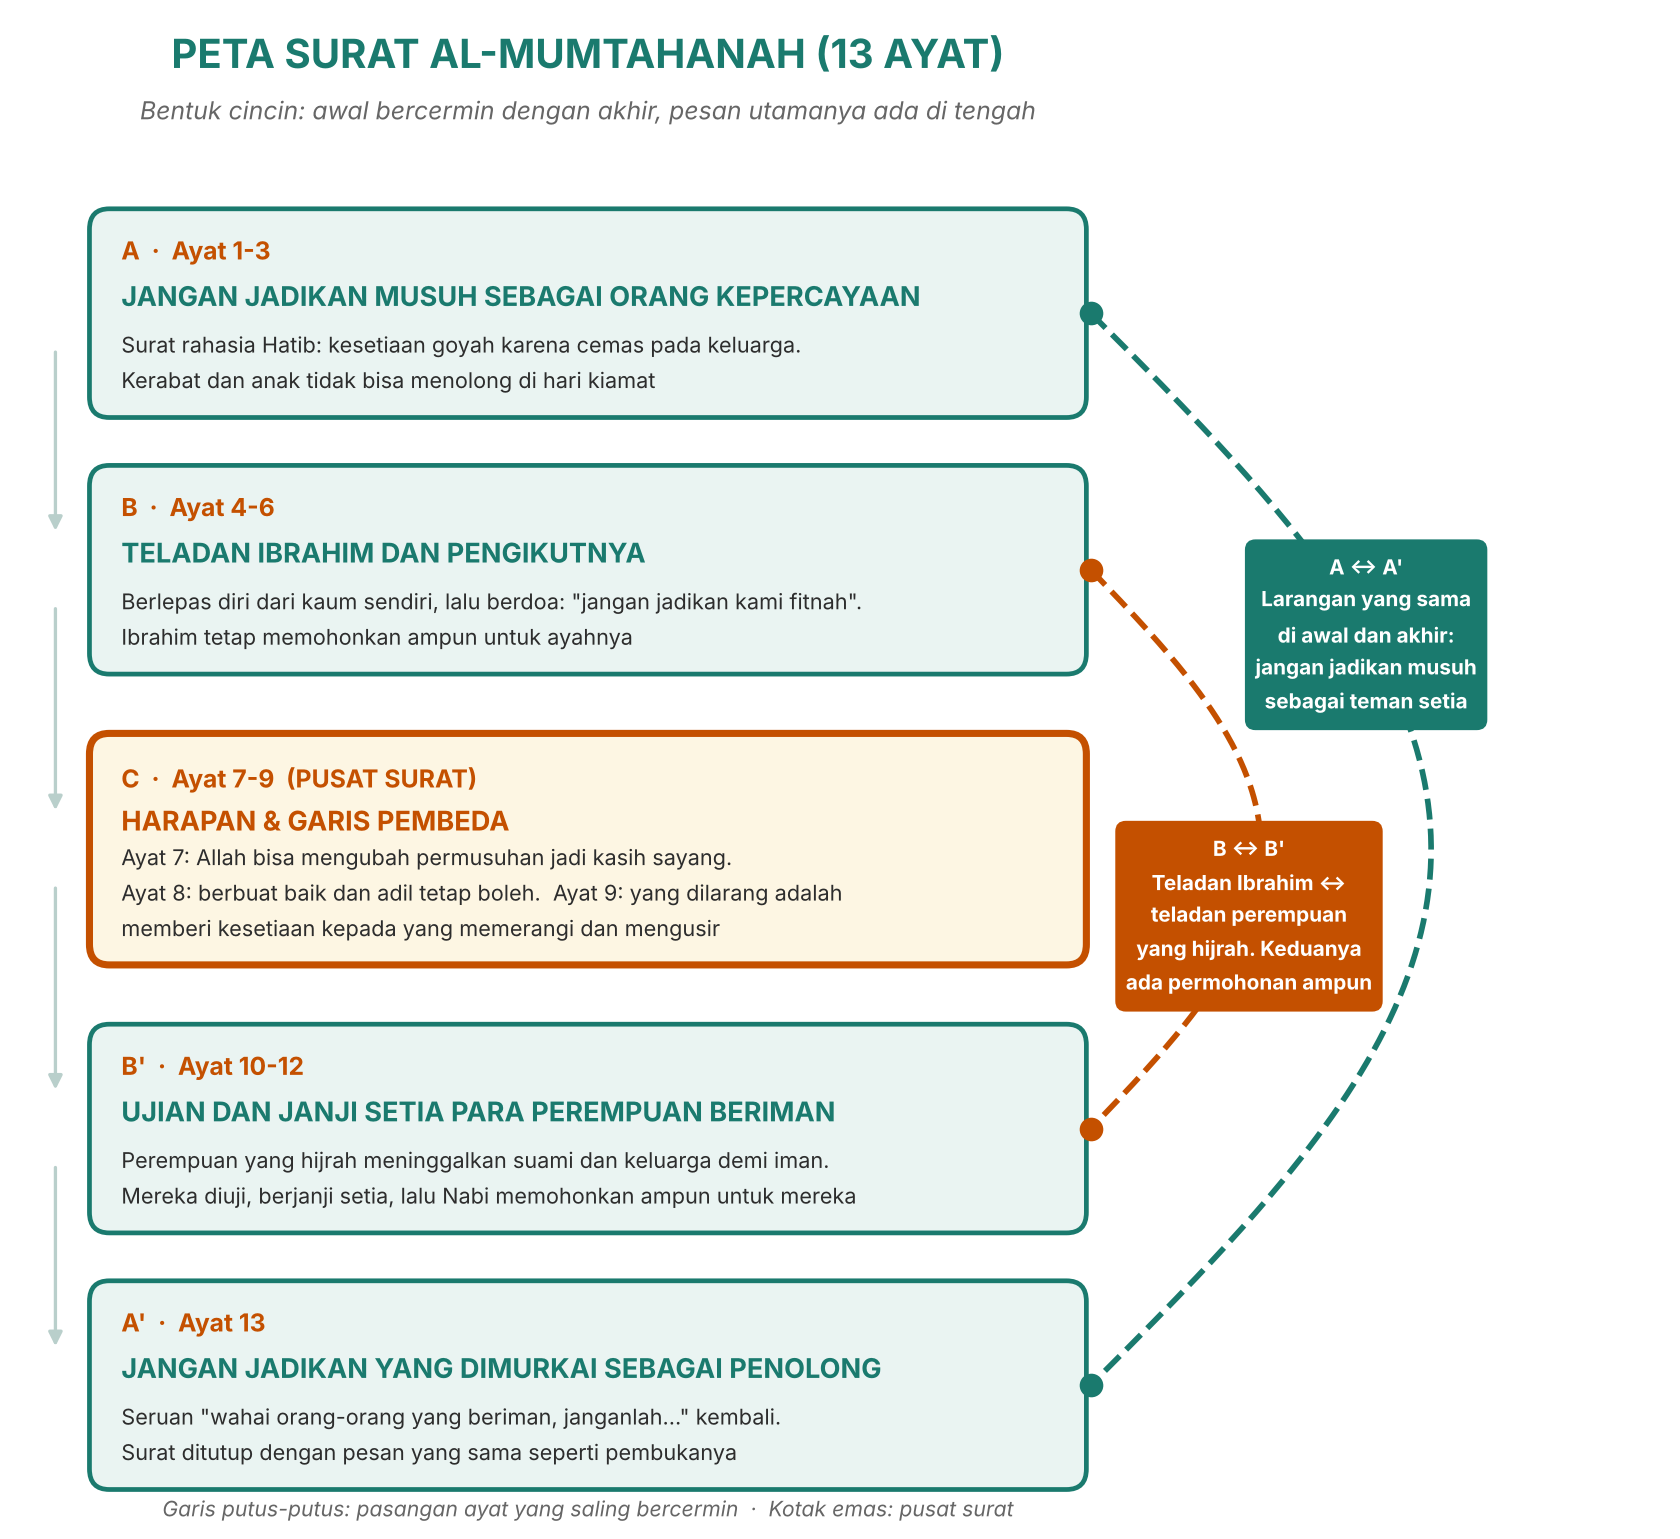 PETA SURAT AL-MUMTAHANAH (13 AYAT)
Bentuk cincin: awal bercermin dengan akhir, pesan utamanya ada di tengah
A · Ayat 1-3
JANGAN JADIKAN MUSUH SEBAGAI ORANG KEPERCAYAAN
Surat rahasia Hatib: kesetiaan goyah karena cemas pada keluarga.
Kerabat dan anak tidak bisa menolong di hari kiamat
B · Ayat 4-6
TELADAN IBRAHIM DAN PENGIKUTNYA
Berlepas diri dari kaum sendiri, lalu berdoa: "jangan jadikan kami fitnah".
Ibrahim tetap memohonkan ampun untuk ayahnya
A ↔ A'
Larangan yang sama
di awal dan akhir:
jangan jadikan musuh
sebagai teman setia
C · Ayat 7-9 (PUSAT SURAT)
HARAPAN & GARIS PEMBEDA
Ayat 7: Allah bisa mengubah permusuhan jadi kasih sayang.
Ayat 8: berbuat baik dan adil tetap boleh. Ayat 9: yang dilarang adalah
memberi kesetiaan kepada yang memerangi dan mengusir
B ↔ B'
Teladan Ibrahim ↔
teladan perempuan
yang hijrah. Keduanya
ada permohonan ampun
B' · Ayat 10-12
UJIAN DAN JANJI SETIA PARA PEREMPUAN BERIMAN
Perempuan yang hijrah meninggalkan suami dan keluarga demi iman.
Mereka diuji, berjanji setia, lalu Nabi memohonkan ampun untuk mereka
A' · Ayat 13
JANGAN JADIKAN YANG DIMURKAI SEBAGAI PENOLONG
Seruan "wahai orang-orang yang beriman, janganlah..." kembali.
Surat ditutup dengan pesan yang sama seperti pembukanya
Garis putus-putus: pasangan ayat yang saling bercermin · Kotak emas: pusat surat